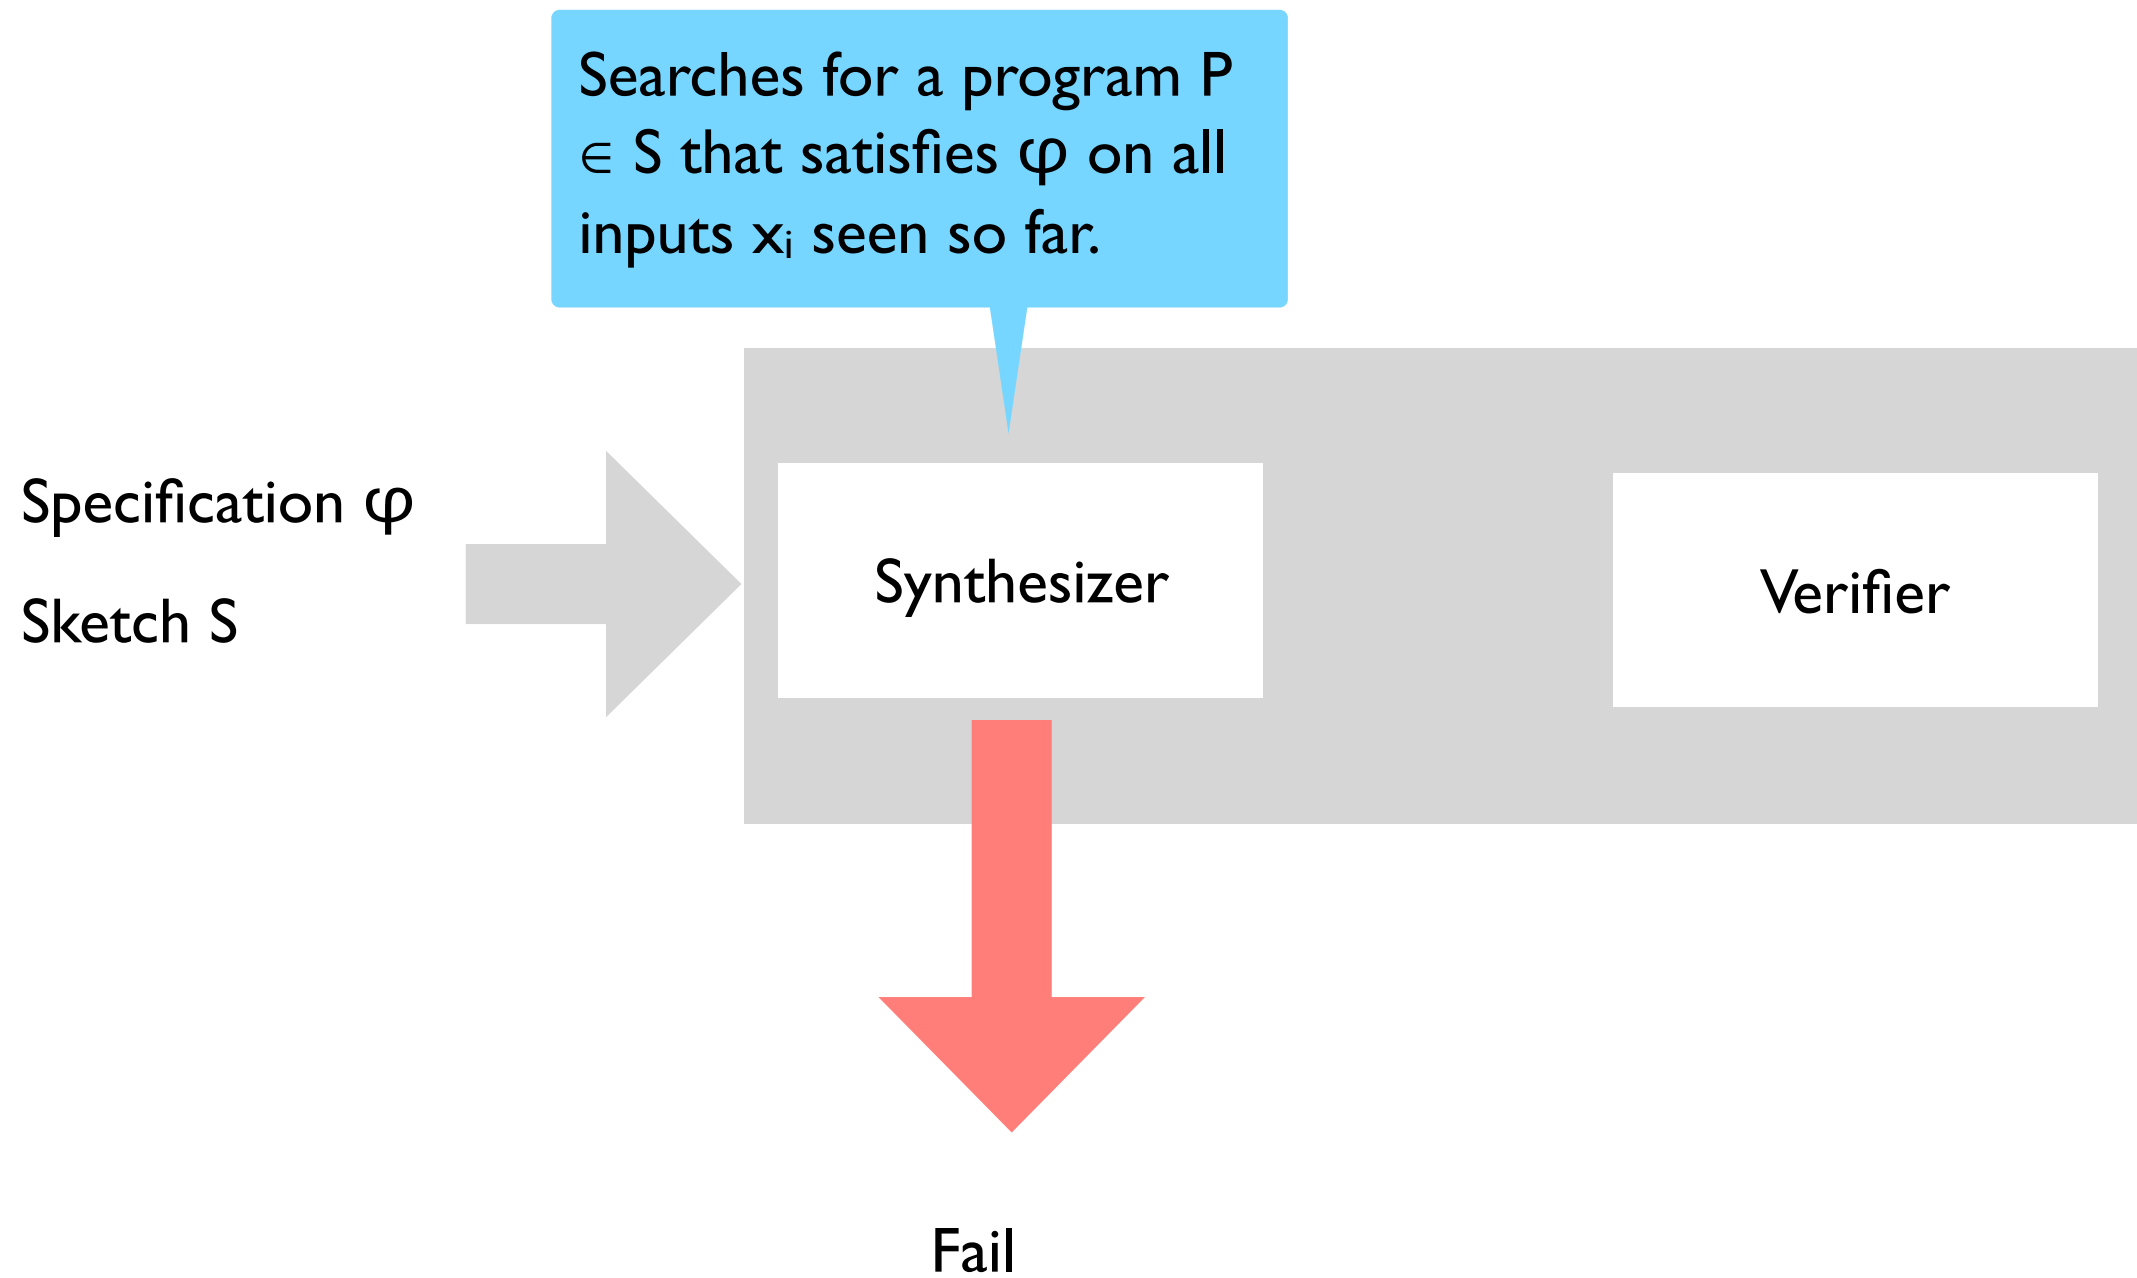 Searches for a program P
∈ S that satisfies φ on all
inputs xᵢ seen so far.
Specification φ
Sketch S
Synthesizer
Verifier
Fail